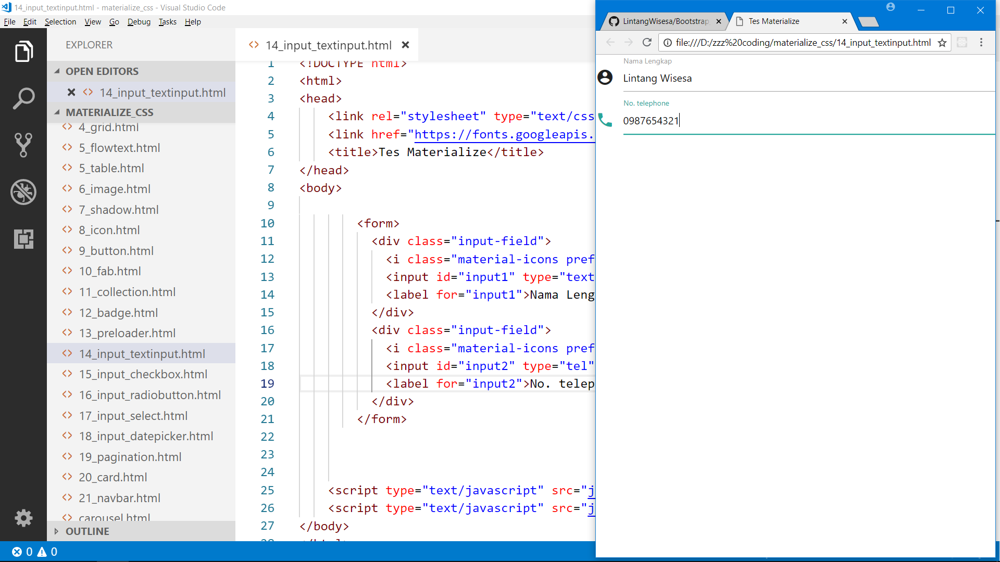 14_input_textinput.html - materialize_css - Visual Studio Code
File Edit Selection View Go Debug Tasks Help
EXPLORER
OPEN EDITORS
14_input_textinput.html
MATERIALIZE_CSS
4_grid.html
5_flowtext.html
5_table.html
6_image.html
7_shadow.html
8_icon.html
9_button.html
10_fab.html
11_collection.html
12_badge.html
13_preloader.html
14_input_textinput.html
15_input_checkbox.html
16_input_radiobutton.html
17_input_select.html
18_input_datepicker.html
19_pagination.html
20_card.html
21_navbar.html
carousel.html
OUTLINE
0 0
14_input_textinput.html
1 <!DOCTYPE html>
2 <html>
3 <head>
4 <link rel="stylesheet" type="text/css
5 <link href="https://fonts.googleapis.
6 <title>Tes Materialize</title>
7 </head>
8 <body>
9
10 <form>
11 <div class="input-field">
12 <i class="material-icons pref
13 <input id="input1" type="text
14 <label for="input1">Nama Leng
15 </div>
16 <div class="input-field">
17 <i class="material-icons pref
18 <input id="input2" type="tel"
19 <label for="input2">No. telep
20 </div>
21 </form>
22
23
24
25 <script type="text/javascript" src="j
26 <script type="text/javascript" src="j
27 </body>
LintangWisesa/Bootstrap
Tes Materialize
file:///D:/zzz%20coding/materialize_css/14_input_textinput.html
Nama Lengkap
Lintang Wisesa
No. telephone
0987654321